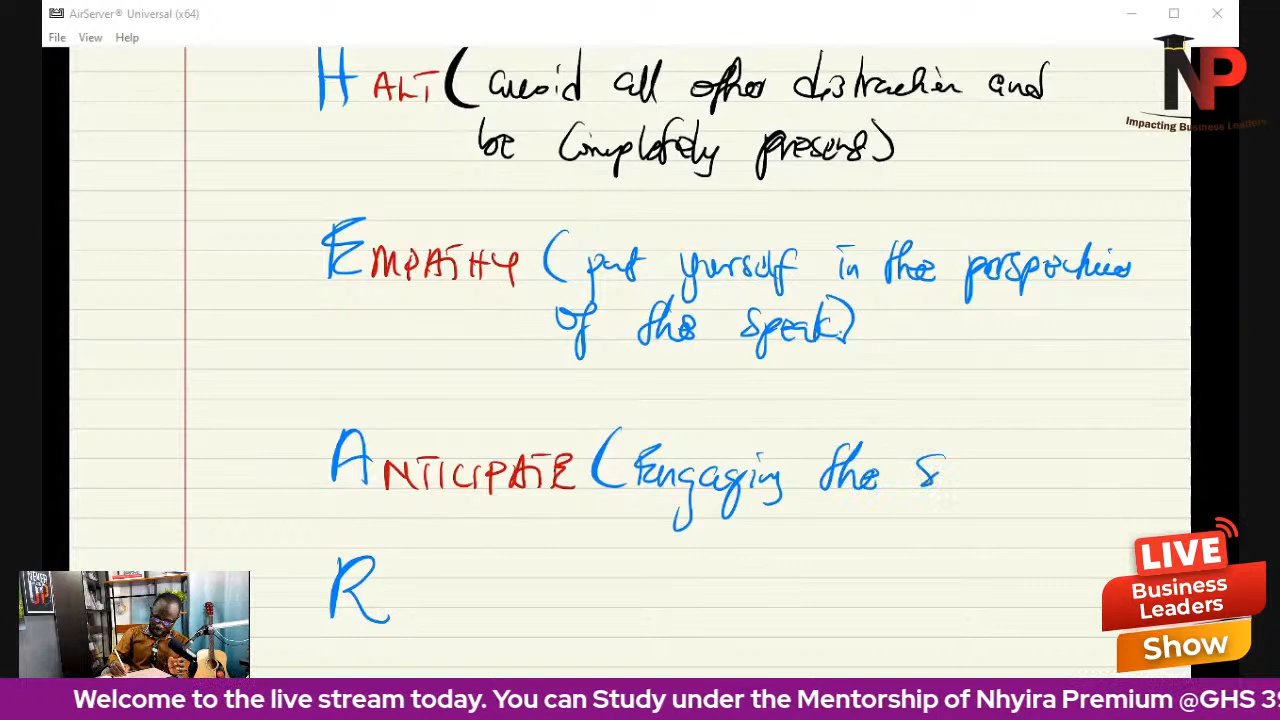 AirServer® Universal (x64)
File View Help
HALT (avoid all other distraction and
be completely present)
EMPATHY (put yourself in the perspective
of the speak)
ANTICIPATE (Engaging the s
R
NP
Impacting Business Leaders
LIVE
Business
Leaders
Show
Welcome to the live stream today. You can Study under the Mentorship of Nhyira Premium @GHS 39